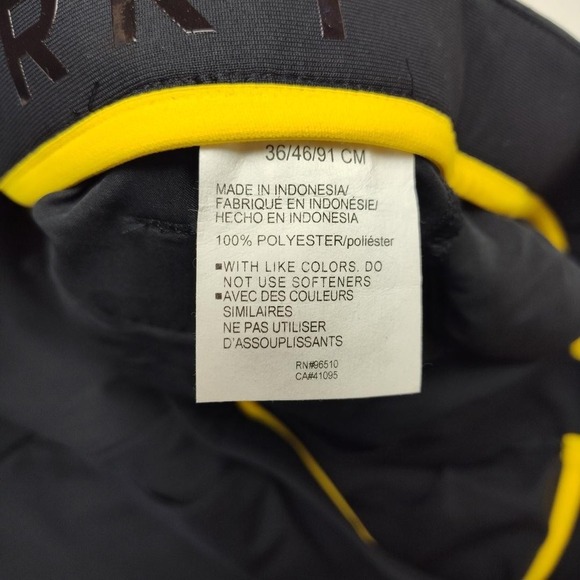 RKT
36/46/91 CM
MADE IN INDONESIA/
FABRIQUÉ EN INDONÉSIE/
HECHO EN INDONESIA
100% POLYESTER/poliéster
▪WITH LIKE COLORS. DO
NOT USE SOFTENERS
▪AVEC DES COULEURS
SIMILAIRES
NE PAS UTILISER
D'ASSOUPLISSANTS
RN#96510
CA#41095